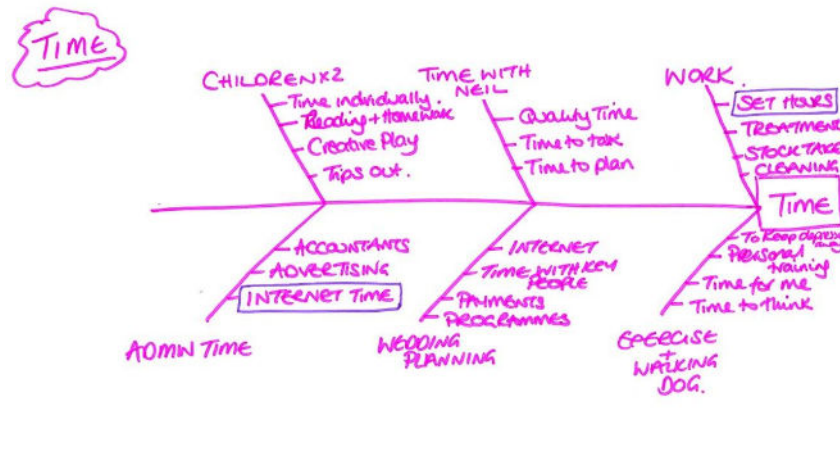 TIME
CHILDREN X2
Time individually.
Reading + Homework
Creative Play
Trips out.
TIME WITH
NEIL
Quality Time
Time to talk
Time to plan
WORK.
SET HOURS
TREATMENT
STOCK TAKE
CLEANING
TIME
ACCOUNTANTS
ADVERTISING
INTERNET TIME
ADMIN TIME
INTERNET
TIME WITH KEY
PEOPLE
PAYMENTS
PROGRAMMES
WEDDING
PLANNING
To Keep
Personal
training
Time for me
Time to think
EXERCISE
+
WALKING
DOG.